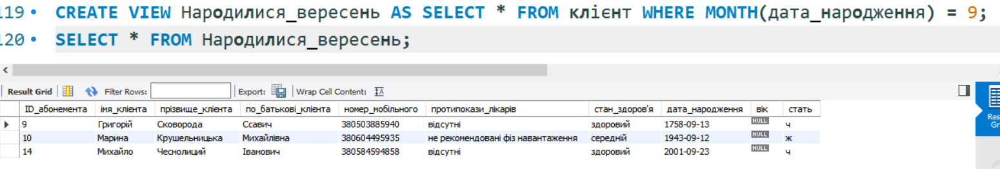 119 • CREATE VIEW Народилися_вересень AS SELECT * FROM клієнт WHERE MONTH(дата_народження) = 9;
120 • SELECT * FROM Народилися_вересень;
Result Grid Filter Rows: Export: Wrap Cell Content: IA
ID_абонемента імя_клієнта прізвище_клієнта по_батькові_клієнта номер_мобільного протипокази_лікарів стан_здоров'я дата_народження вік стать
9 Григорій Сковорода Ссавич 380503885940 відсутні здоровий 1758-09-13 NULL ч
10 Марина Крушельницька Михайлівна 380604495935 не рекомендовані фіз навантаження середній 1943-09-12 NULL ж
14 Михайло Чеснолиций Іванович 380584594858 відсутні здоровий 2001-09-23 NULL ч